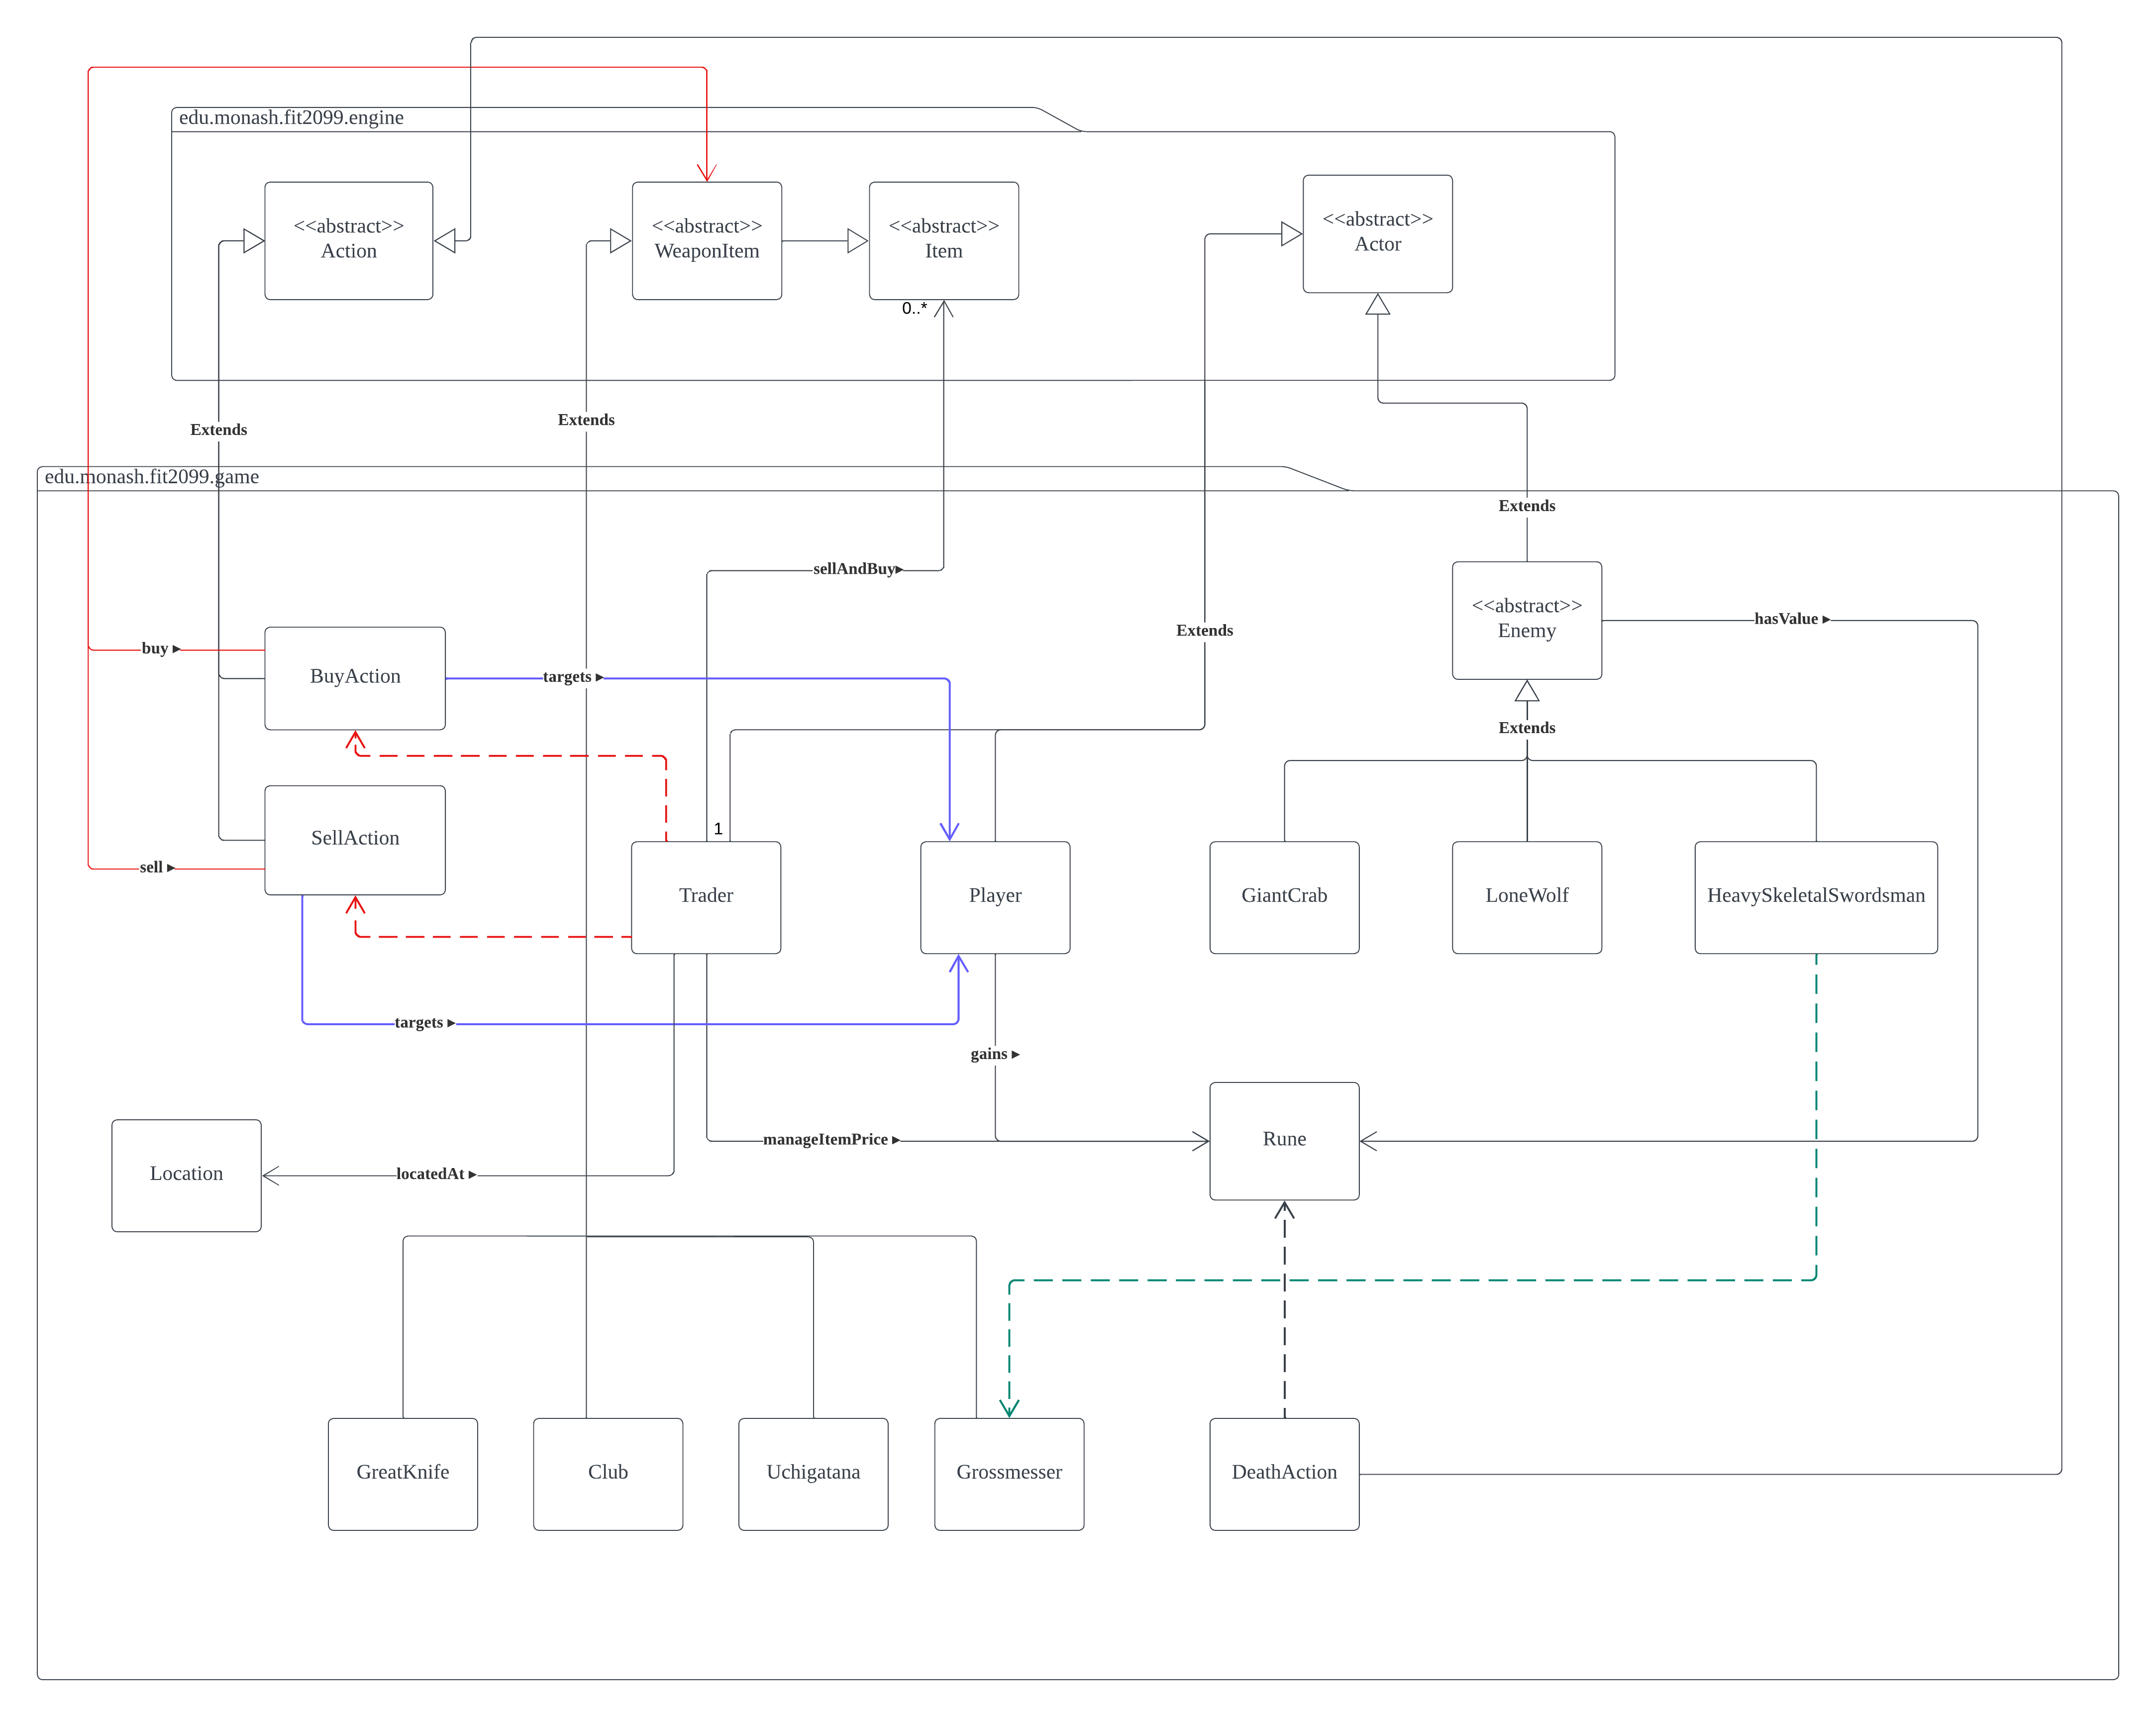 edu.monash.fit2099.engine
<<abstract>>
Action
<<abstract>>
WeaponItem
<<abstract>>
Item
<<abstract>>
Actor
0..*
Extends
Extends
edu.monash.fit2099.game
Extends
sellAndBuy▸
<<abstract>>
Enemy
hasValue ▸
Extends
buy ▸
BuyAction
targets ▸
Extends
SellAction
1
sell ▸
Trader
Player
GiantCrab
LoneWolf
HeavySkeletalSwordsman
targets ▸
gains ▸
manageItemPrice ▸
Rune
Location
locatedAt ▸
GreatKnife
Club
Uchigatana
Grossmesser
DeathAction